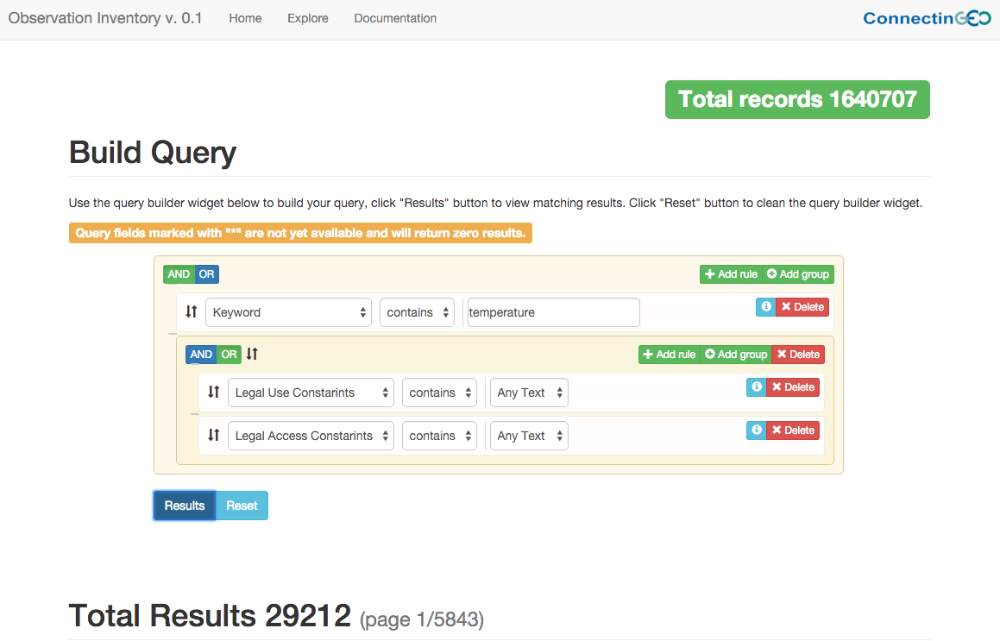 Observation Inventory v. 0.1 Home Explore Documentation ConnectinGEO
Total records 1640707
Build Query
Use the query builder widget below to build your query, click "Results" button to view matching results. Click "Reset" button to clean the query builder widget.
Query fields marked with "*" are not yet available and will return zero results.
AND OR Add rule Add group
Keyword contains temperature Delete
AND OR Add rule Add group Delete
Legal Use Constarints contains Any Text Delete
Legal Access Constarints contains Any Text Delete
Results Reset
Total Results 29212 (page 1/5843)